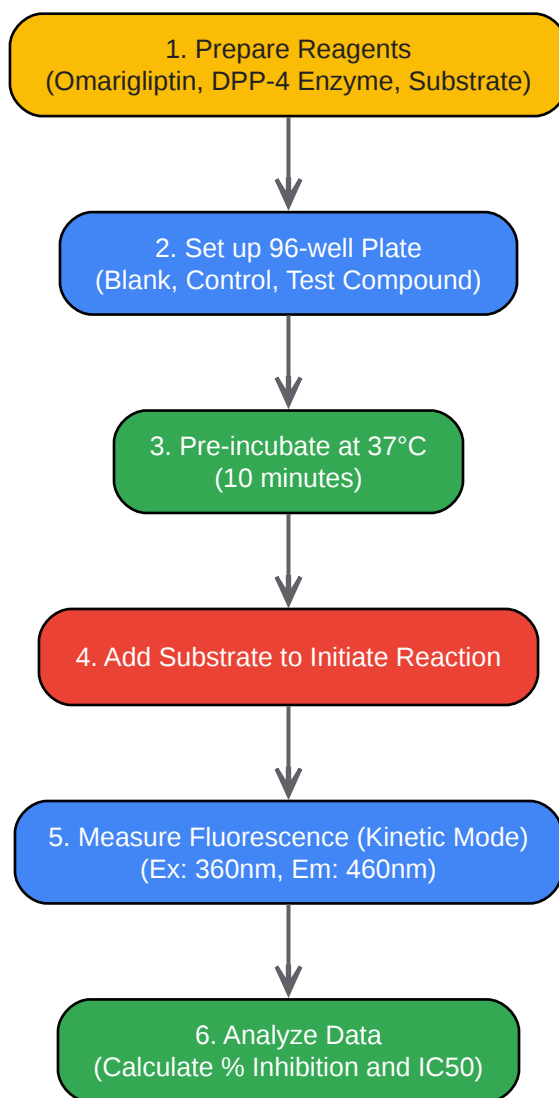 1. Prepare Reagents
(Omarigliptin, DPP-4 Enzyme, Substrate)
2. Set up 96-well Plate
(Blank, Control, Test Compound)
3. Pre-incubate at 37°C
(10 minutes)
4. Add Substrate to Initiate Reaction
5. Measure Fluorescence (Kinetic Mode)
(Ex: 360nm, Em: 460nm)
6. Analyze Data
(Calculate % Inhibition and IC50)